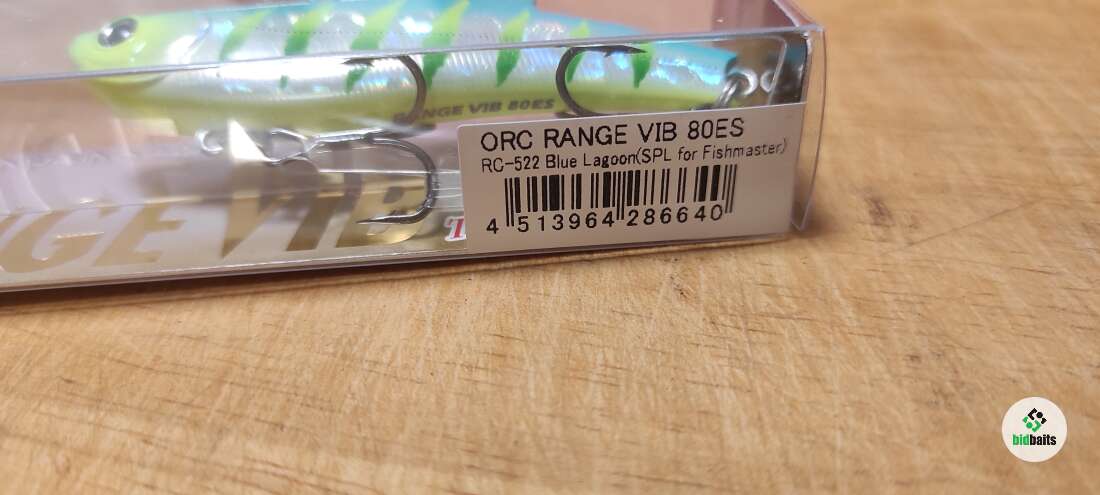 RANGE VIB 80ES
ORC RANGE VIB 80ES
RC-522 Blue Lagoon(SPL for Fishmaster)
4 513964 286640
NGE VIB
bidbaits